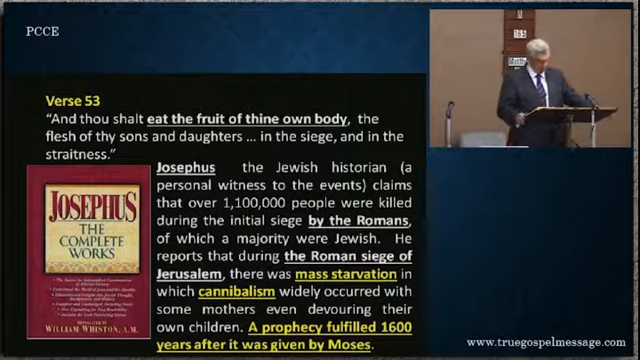 PCCE
Verse 53
“And thou shalt eat the fruit of thine own body, the
flesh of thy sons and daughters … in the siege, and in the
straitness.”
Josephus the Jewish historian (a
personal witness to the events) claims
that over 1,100,000 people were killed
during the initial siege by the Romans,
of which a majority were Jewish. He
reports that during the Roman siege of
Jerusalem, there was mass starvation in
which cannibalism widely occurred with
some mothers even devouring their
own children. A prophecy fulfilled 1600
years after it was given by Moses.
JOSEPHUS
THE
COMPLETE
WORKS
TRANSLATED BY
WILLIAM WHISTON, A.M.
165
www.truegospelmessage.com